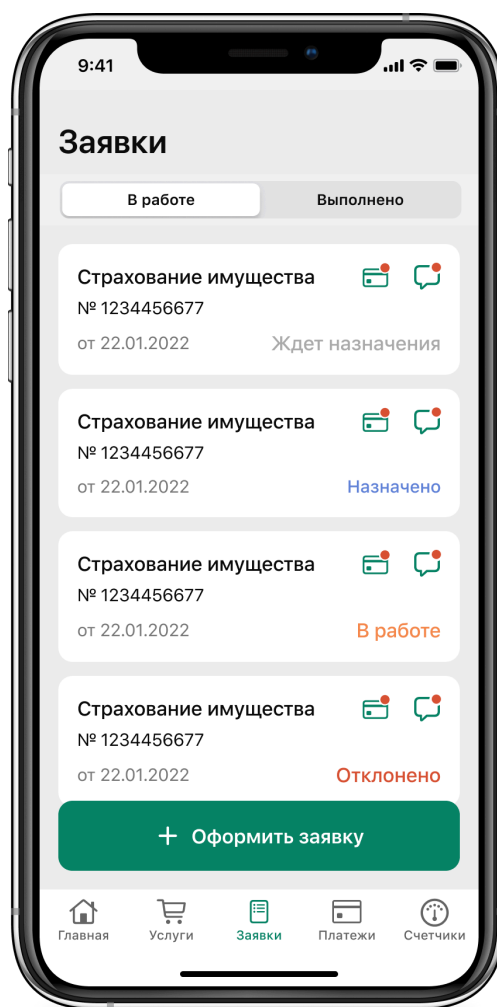 9:41
Заявки
В работе Выполнено
Страхование имущества
№ 1234456677
от 22.01.2022 Ждет назначения
Страхование имущества
№ 1234456677
от 22.01.2022 Назначено
Страхование имущества
№ 1234456677
от 22.01.2022 В работе
Страхование имущества
№ 1234456677
от 22.01.2022 Отклонено
+ Оформить заявку
Главная Услуги Заявки Платежи Счетчики